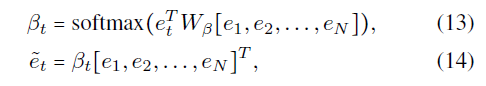 β_t = softmax(e_t^T W_β[e_1, e_2, . . . , e_N]),    (13)
ẽ_t = β_t[e_1, e_2, . . . , e_N]^T,    (14)